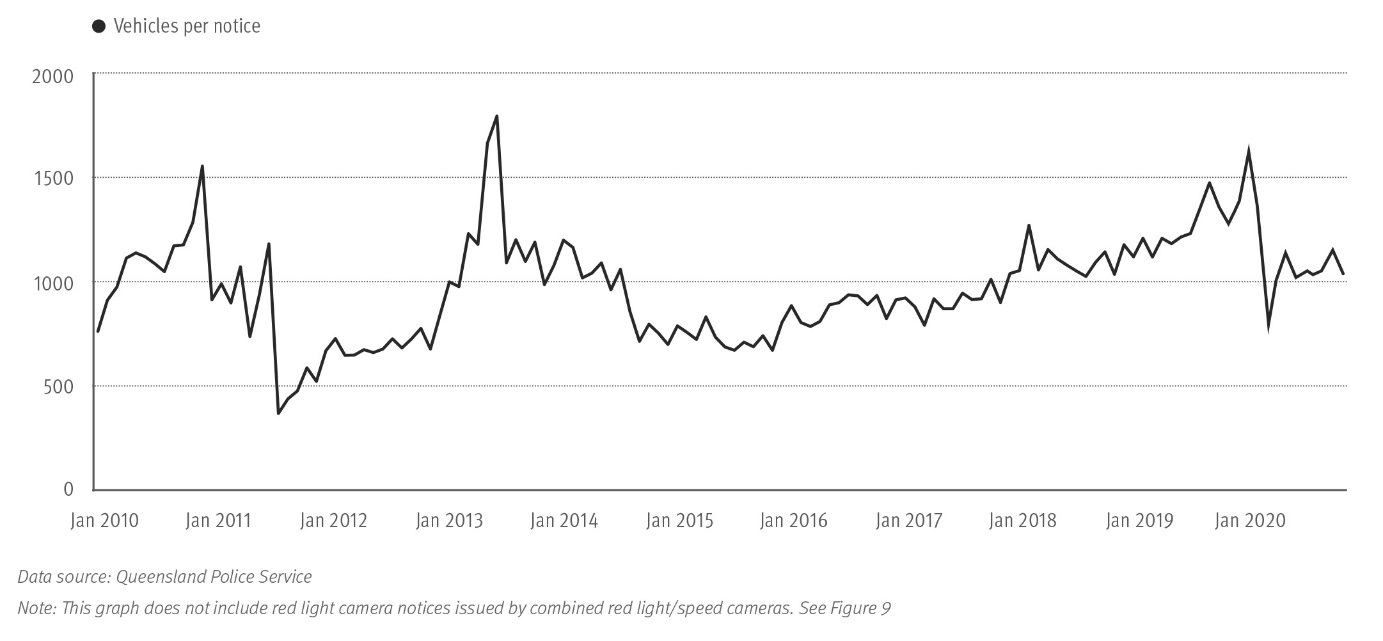 Vehicles per notice
2000
1500
1000
500
0
Jan 2010 Jan 2011 Jan 2012 Jan 2013 Jan 2014 Jan 2015 Jan 2016 Jan 2017 Jan 2018 Jan 2019 Jan 2020
Data source: Queensland Police Service
Note: This graph does not include red light camera notices issued by combined red light/speed cameras. See Figure 9